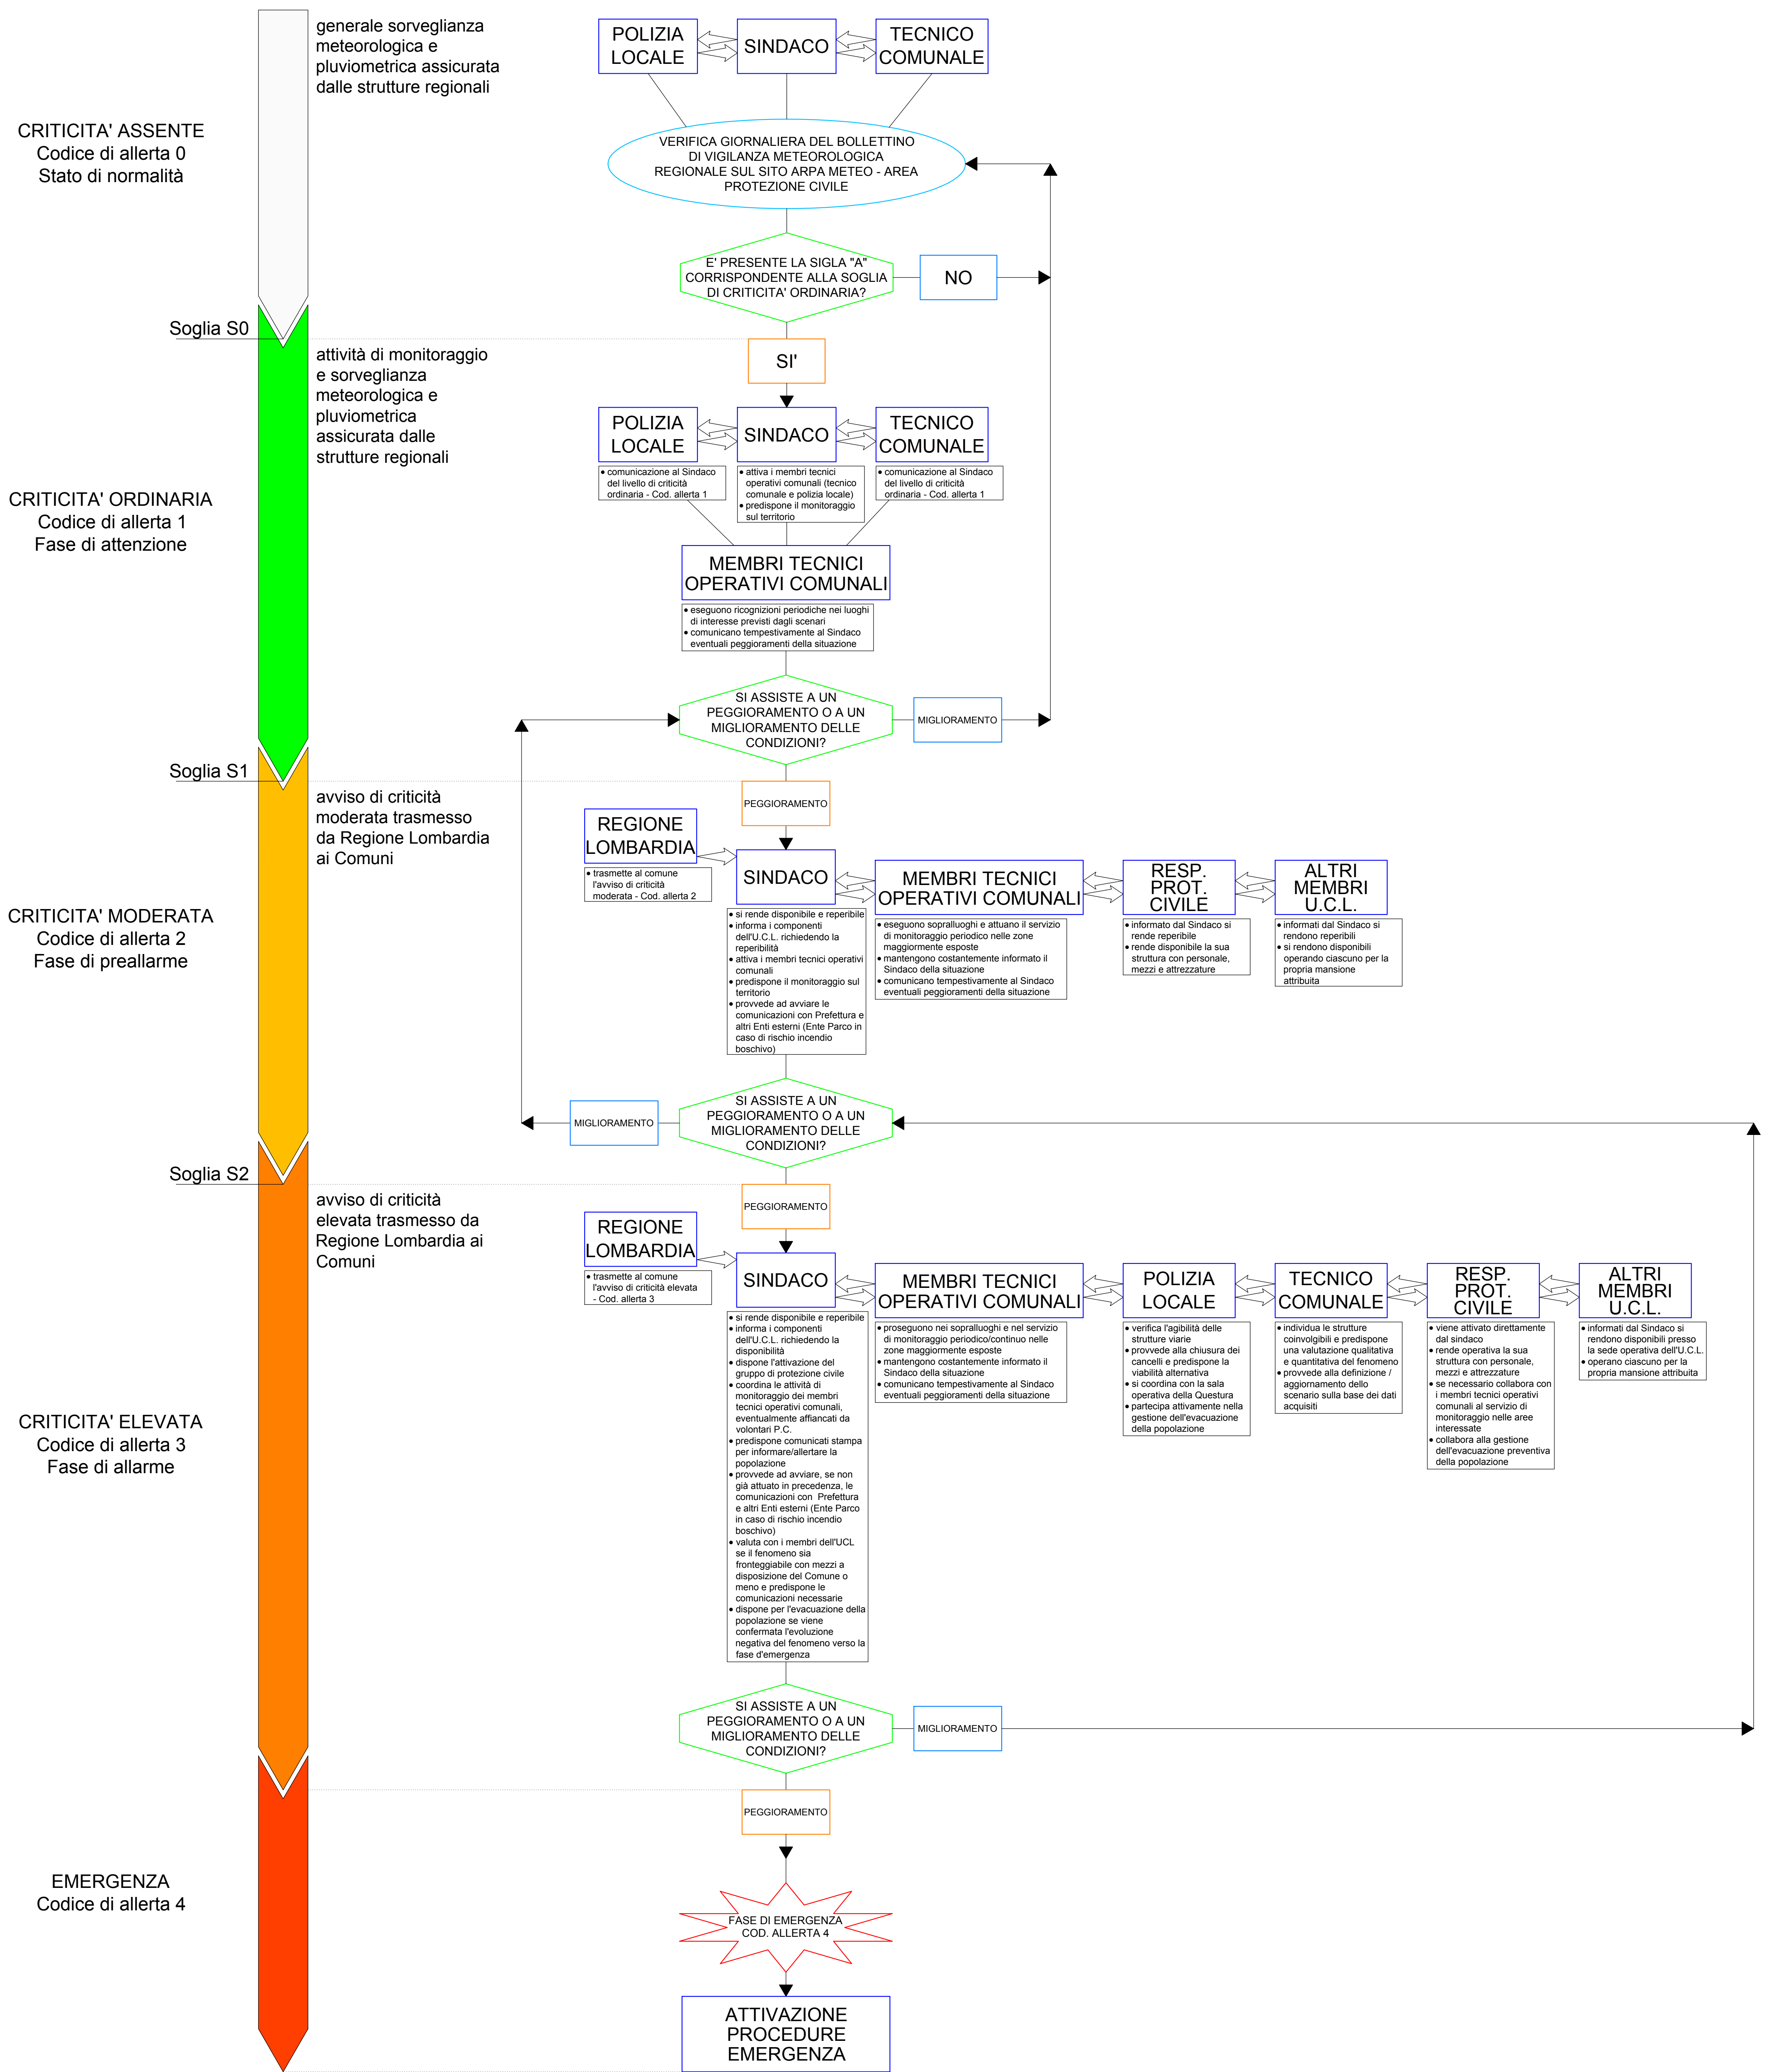 generale sorveglianza
meteorologica e
pluviometrica assicurata
dalle strutture regionali
POLIZIA
LOCALE
SINDACO
TECNICO
COMUNALE
CRITICITA' ASSENTE
Codice di allerta 0
Stato di normalità
VERIFICA GIORNALIERA DEL BOLLETTINO
DI VIGILANZA METEOROLOGICA
REGIONALE SUL SITO ARPA METEO - AREA
PROTEZIONE CIVILE
E' PRESENTE LA SIGLA "A"
CORRISPONDENTE ALLA SOGLIA
DI CRITICITA' ORDINARIA?
NO
Soglia S0
SI'
attività di monitoraggio
e sorveglianza
meteorologica e
pluviometrica
assicurata dalle
strutture regionali
POLIZIA
LOCALE
SINDACO
TECNICO
COMUNALE
• comunicazione al Sindaco
del livello di criticità
ordinaria - Cod. allerta 1
• attiva i membri tecnici
operativi comunali (tecnico
comunale e polizia locale)
• predispone il monitoraggio
sul territorio
• comunicazione al Sindaco
del livello di criticità
ordinaria - Cod. allerta 1
CRITICITA' ORDINARIA
Codice di allerta 1
Fase di attenzione
MEMBRI TECNICI
OPERATIVI COMUNALI
• eseguono ricognizioni periodiche nei luoghi
di interesse previsti dagli scenari
• comunicano tempestivamente al Sindaco
eventuali peggioramenti della situazione
SI ASSISTE A UN
PEGGIORAMENTO O A UN
MIGLIORAMENTO DELLE
CONDIZIONI?
MIGLIORAMENTO
Soglia S1
PEGGIORAMENTO
avviso di criticità
moderata trasmesso
da Regione Lombardia
ai Comuni
REGIONE
LOMBARDIA
• trasmette al comune
l'avviso di criticità
moderata - Cod. allerta 2
SINDACO
MEMBRI TECNICI
OPERATIVI COMUNALI
RESP.
PROT.
CIVILE
ALTRI
MEMBRI
U.C.L.
CRITICITA' MODERATA
Codice di allerta 2
Fase di preallarme
• si rende disponibile e reperibile
• informa i componenti
dell'U.C.L. richiedendo la
reperibilità
• attiva i membri tecnici operativi
comunali
• predispone il monitoraggio sul
territorio
• provvede ad avviare le
comunicazioni con Prefettura e
altri Enti esterni (Ente Parco in
caso di rischio incendio
boschivo)
• eseguono sopralluoghi e attuano il servizio
di monitoraggio periodico nelle zone
maggiormente esposte
• mantengono costantemente informato il
Sindaco della situazione
• comunicano tempestivamente al Sindaco
eventuali peggioramenti della situazione
• informato dal Sindaco si
rende reperibile
• rende disponibile la sua
struttura con personale,
mezzi e attrezzature
• informati dal Sindaco si
rendono reperibili
• si rendono disponibili
operando ciascuno per la
propria mansione
attribuita
SI ASSISTE A UN
PEGGIORAMENTO O A UN
MIGLIORAMENTO DELLE
CONDIZIONI?
MIGLIORAMENTO
Soglia S2
PEGGIORAMENTO
avviso di criticità
elevata trasmesso da
Regione Lombardia ai
Comuni
REGIONE
LOMBARDIA
• trasmette al comune
l'avviso di criticità elevata
- Cod. allerta 3
SINDACO
MEMBRI TECNICI
OPERATIVI COMUNALI
POLIZIA
LOCALE
TECNICO
COMUNALE
RESP.
PROT.
CIVILE
ALTRI
MEMBRI
U.C.L.
CRITICITA' ELEVATA
Codice di allerta 3
Fase di allarme
• si rende disponibile e reperibile
• informa i componenti
dell'U.C.L. richiedendo la
disponibilità
• dispone l'attivazione del
gruppo di protezione civile
• coordina le attività di
monitoraggio dei membri
tecnici operativi comunali,
eventualmente affiancati da
volontari P.C.
• predispone comunicati stampa
per informare/allertare la
popolazione
• provvede ad avviare, se non
già attuato in precedenza, le
comunicazioni con Prefettura
e altri Enti esterni (Ente Parco
in caso di rischio incendio
boschivo)
• valuta con i membri dell'UCL
se il fenomeno sia
fronteggiabile con mezzi a
disposizione del Comune o
meno e predispone le
comunicazioni necessarie
• dispone per l'evacuazione della
popolazione se viene
confermata l'evoluzione
negativa del fenomeno verso la
fase d'emergenza
• proseguono nei sopralluoghi e nel servizio
di monitoraggio periodico/continuo nelle
zone maggiormente esposte
• mantengono costantemente informato il
Sindaco della situazione
• comunicano tempestivamente al Sindaco
eventuali peggioramenti della situazione
• verifica l'agibilità delle
strutture viarie
• provvede alla chiusura dei
cancelli e predispone la
viabilità alternativa
• si coordina con la sala
operativa della Questura
• partecipa attivamente nella
gestione dell'evacuazione
della popolazione
• individua le strutture
coinvolgibili e predispone
una valutazione qualitativa
e quantitativa del fenomeno
• provvede alla definizione /
aggiornamento dello
scenario sulla base dei dati
acquisiti
• viene attivato direttamente
dal sindaco
• rende operativa la sua
struttura con personale,
mezzi e attrezzature
• se necessario collabora con
i membri tecnici operativi
comunali al servizio di
monitoraggio nelle aree
interessate
• collabora alla gestione
dell'evacuazione preventiva
della popolazione
• informati dal Sindaco si
rendono disponibili presso
la sede operativa dell'U.C.L.
• operano ciascuno per la
propria mansione attribuita
SI ASSISTE A UN
PEGGIORAMENTO O A UN
MIGLIORAMENTO DELLE
CONDIZIONI?
MIGLIORAMENTO
PEGGIORAMENTO
EMERGENZA
Codice di allerta 4
FASE DI EMERGENZA
COD. ALLERTA 4
ATTIVAZIONE
PROCEDURE
EMERGENZA